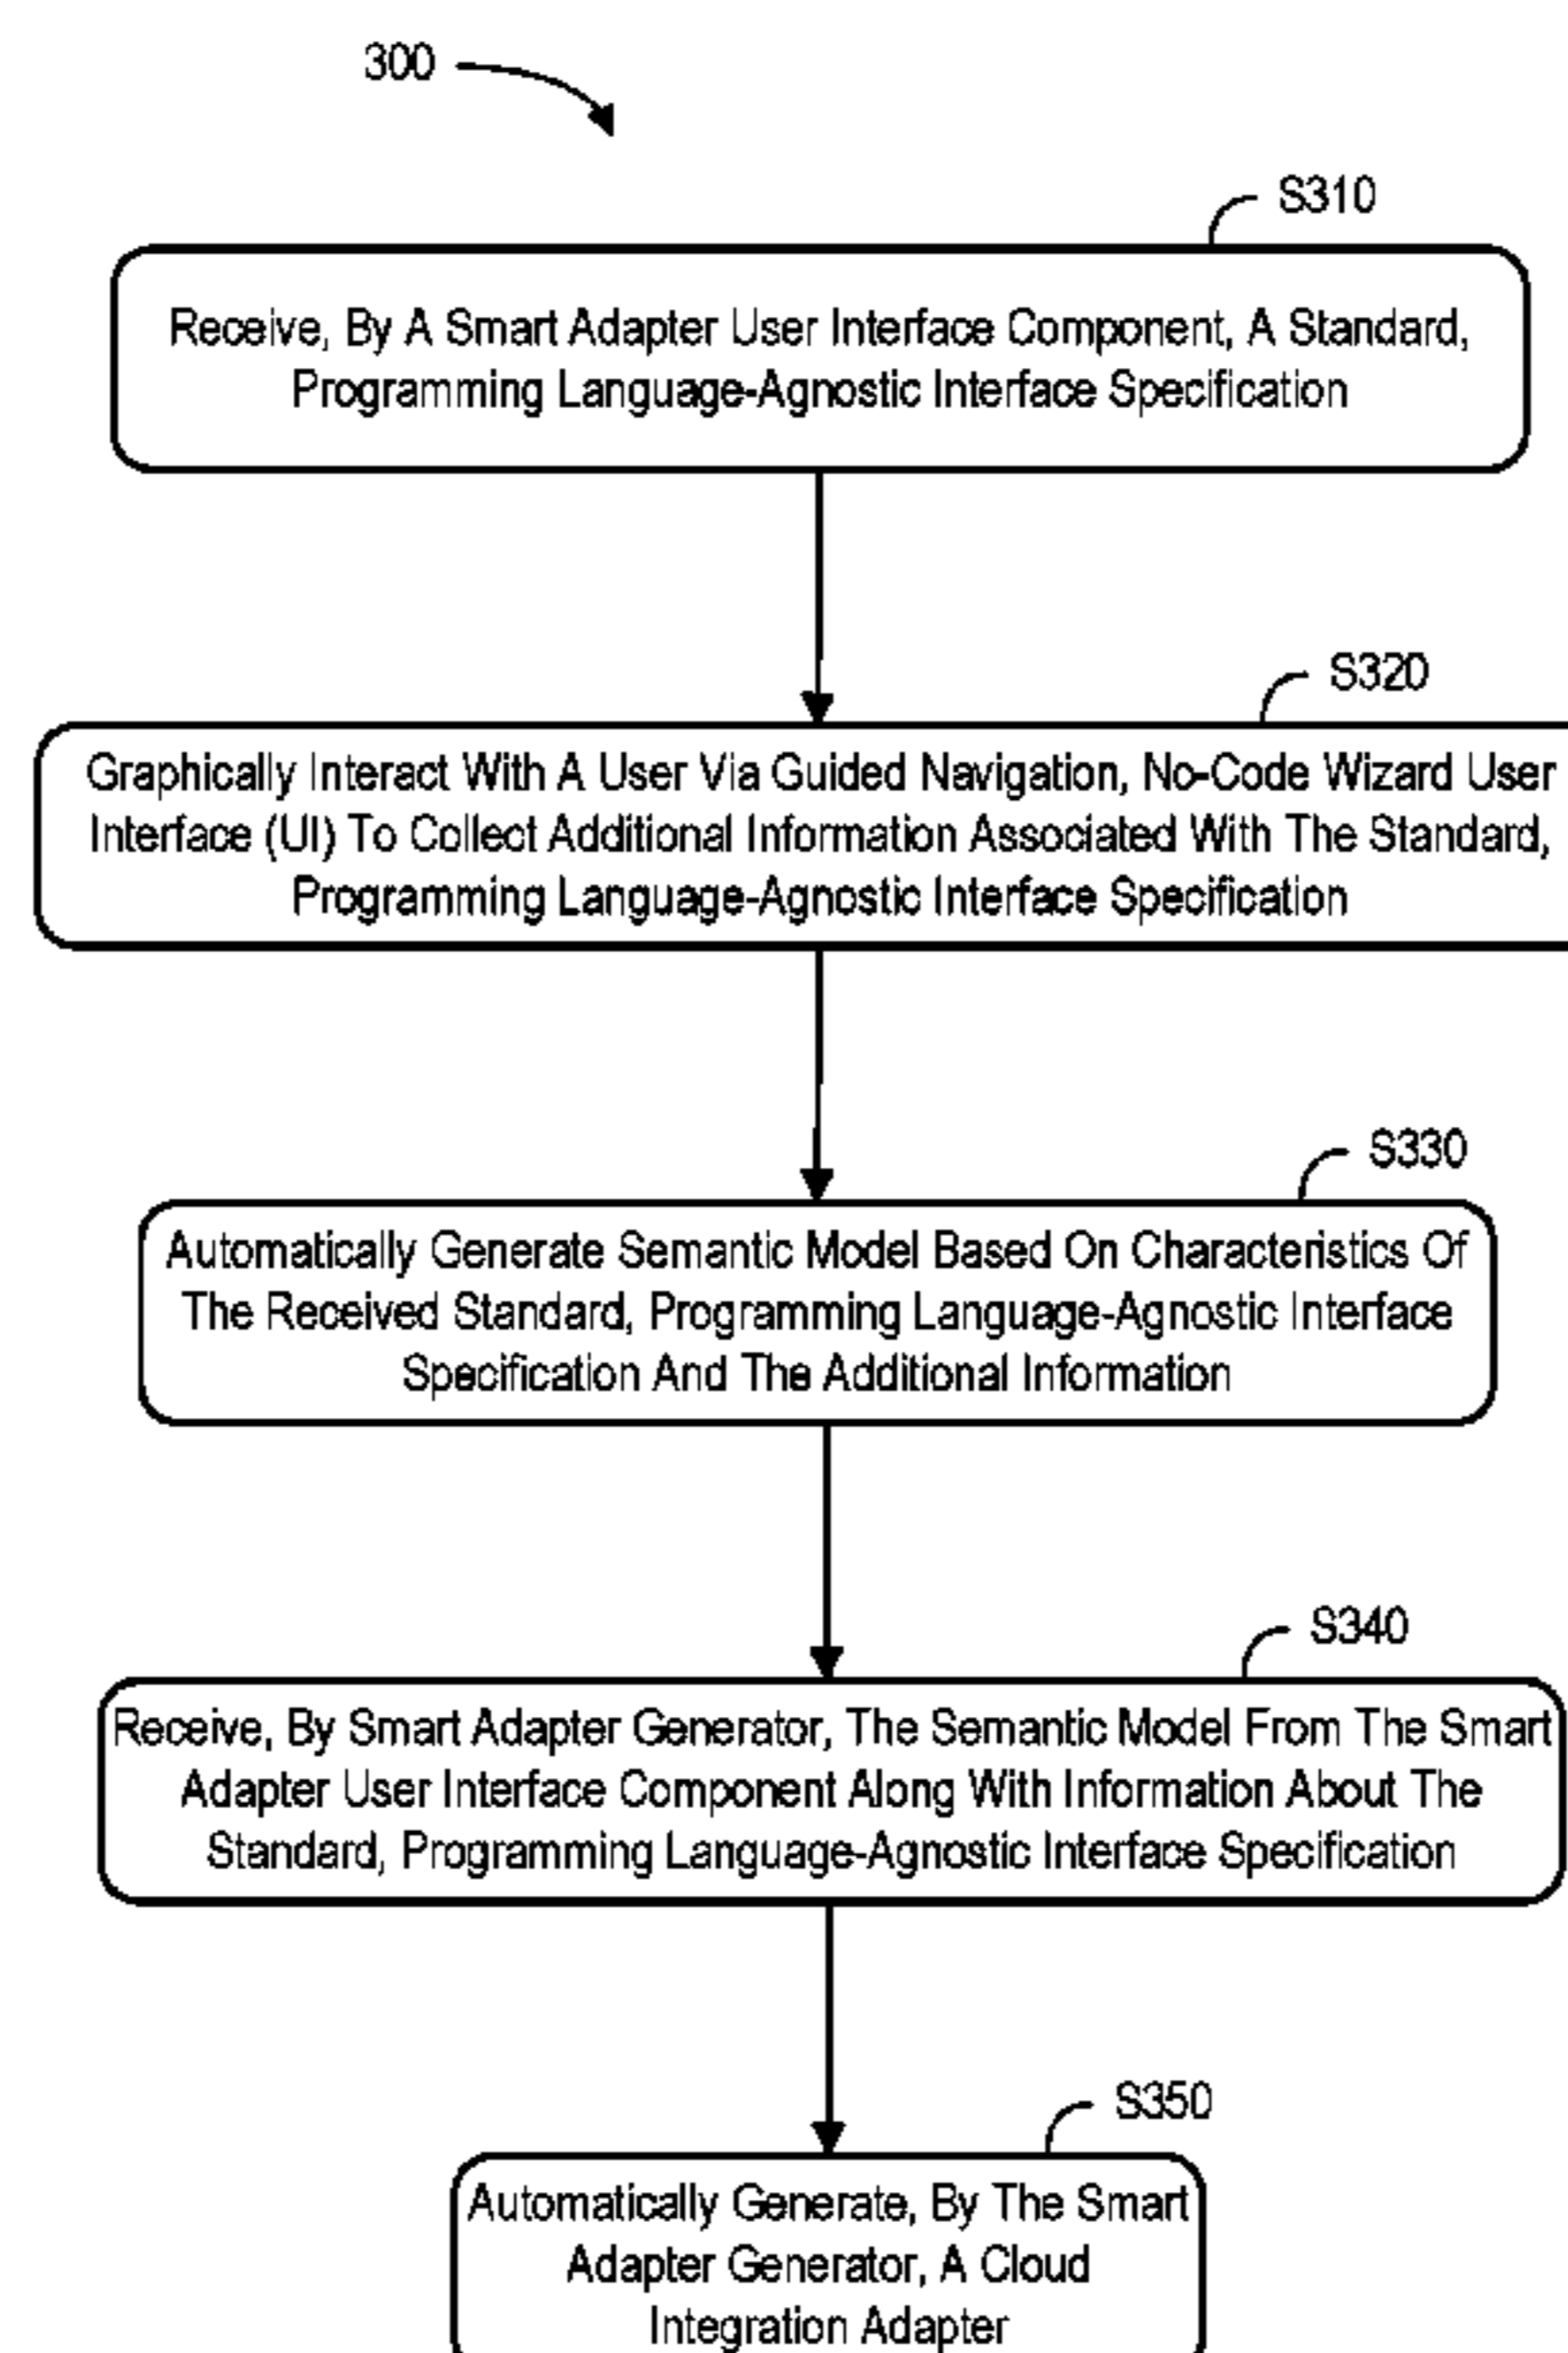 300
S310
Receive, By A Smart Adapter User Interface Component, A Standard,
Programming Language-Agnostic Interface Specification
S320
Graphically Interact With A User Via Guided Navigation, No-Code Wizard User
Interface (UI) To Collect Additional Information Associated With The Standard,
Programming Language-Agnostic Interface Specification
S330
Automatically Generate Semantic Model Based On Characteristics Of
The Received Standard, Programming Language-Agnostic Interface
Specification And The Additional Information
S340
Receive, By Smart Adapter Generator, The Semantic Model From The Smart
Adapter User Interface Component Along With Information About The
Standard, Programming Language-Agnostic Interface Specification
S350
Automatically Generate, By The Smart
Adapter Generator, A Cloud
Integration Adapter